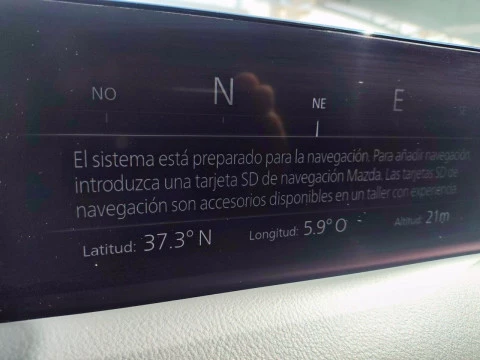 NO N NE E
El sistema está preparado para la navegación. Para añadir navegación,
introduzca una tarjeta SD de navegación Mazda. Las tarjetas SD de
navegación son accesorios disponibles en un taller con experiencia.
Latitud: 37.3° N Longitud: 5.9° O Altitud: 21m